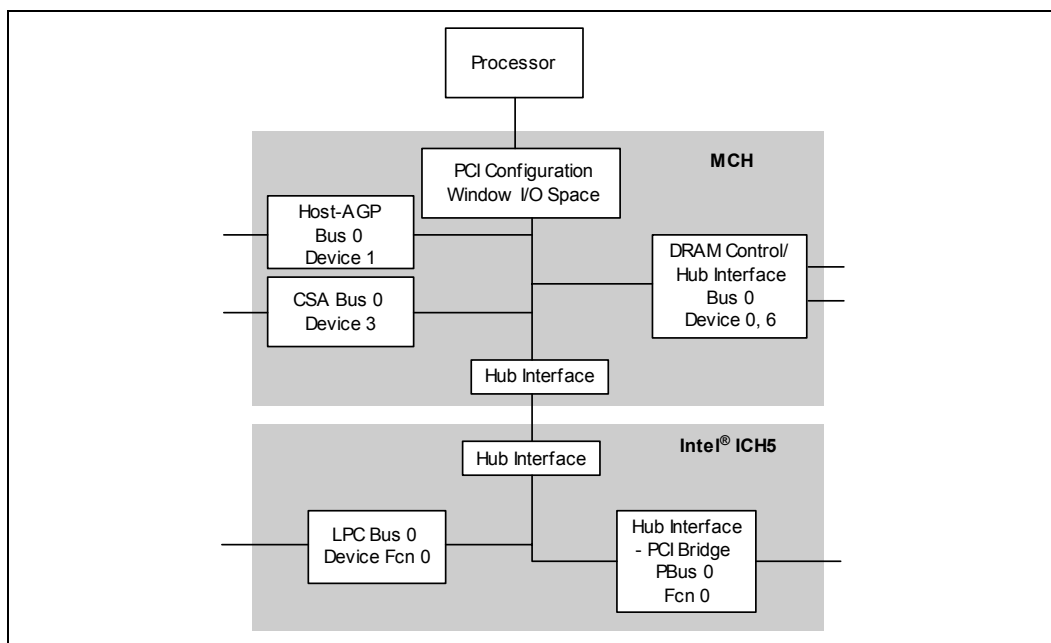 Processor
MCH
PCI Configuration
Window I/O Space
Host-AGP
Bus 0
Device 1
DRAM Control/
Hub Interface
Bus 0
Device 0, 6
CSA Bus 0
Device 3
Hub Interface
Intel® ICH5
Hub Interface
LPC Bus 0
Device Fcn 0
Hub Interface
- PCI Bridge
PBus 0
Fcn 0